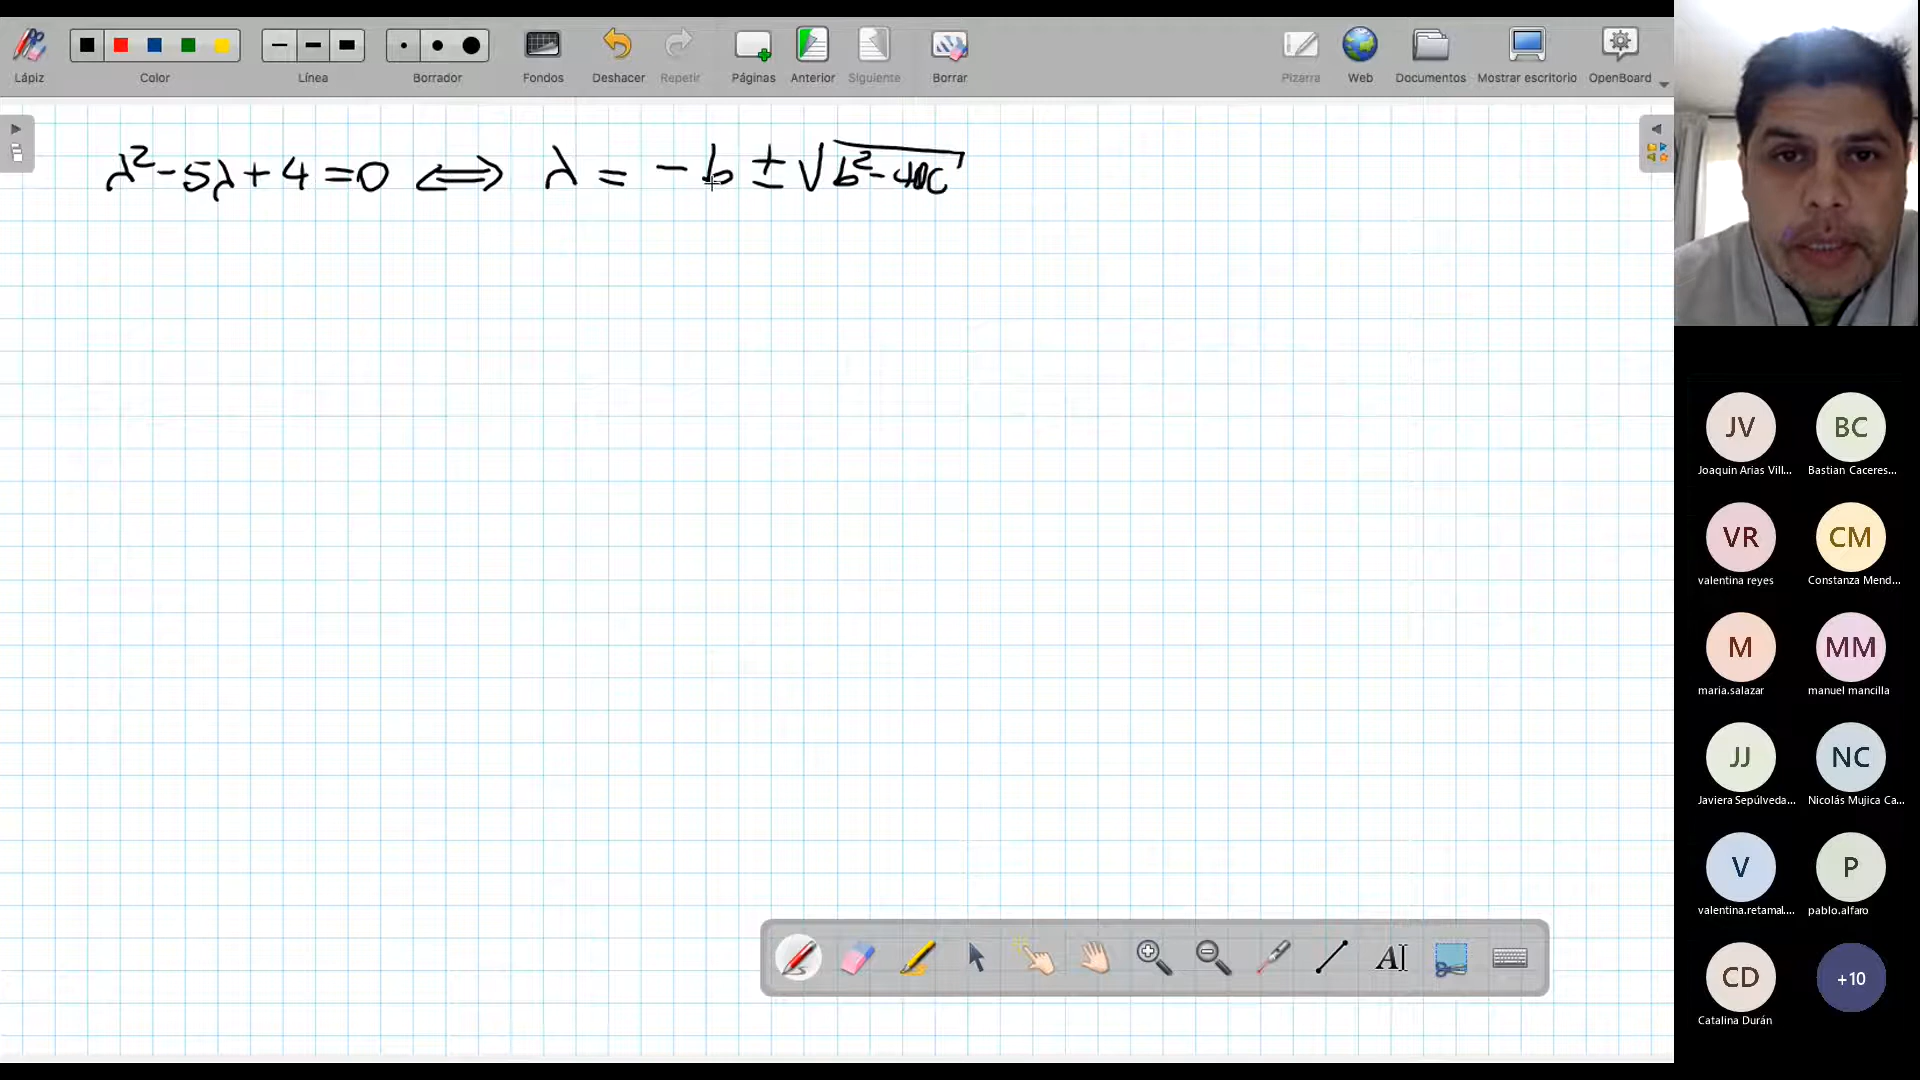 Lápiz
Color
Línea
Borrador
Fondos
Deshacer
Repetir
Páginas
Anterior
Siguiente
Borrar
Pizarra
Web
Documentos
Mostrar escritorio
OpenBoard
λ²-5λ+4=0 ⟺ λ = -b ± √b²-4ac
JV
Joaquin Arias Vill...
BC
Bastian Caceres...
VR
valentina reyes
CM
Constanza Mend...
M
maria.salazar
MM
manuel mancilla
JJ
Javiera Sepúlveda...
NC
Nicolás Mujica Ca...
V
valentina.retamal....
P
pablo.alfaro
CD
Catalina Durán
+10
A